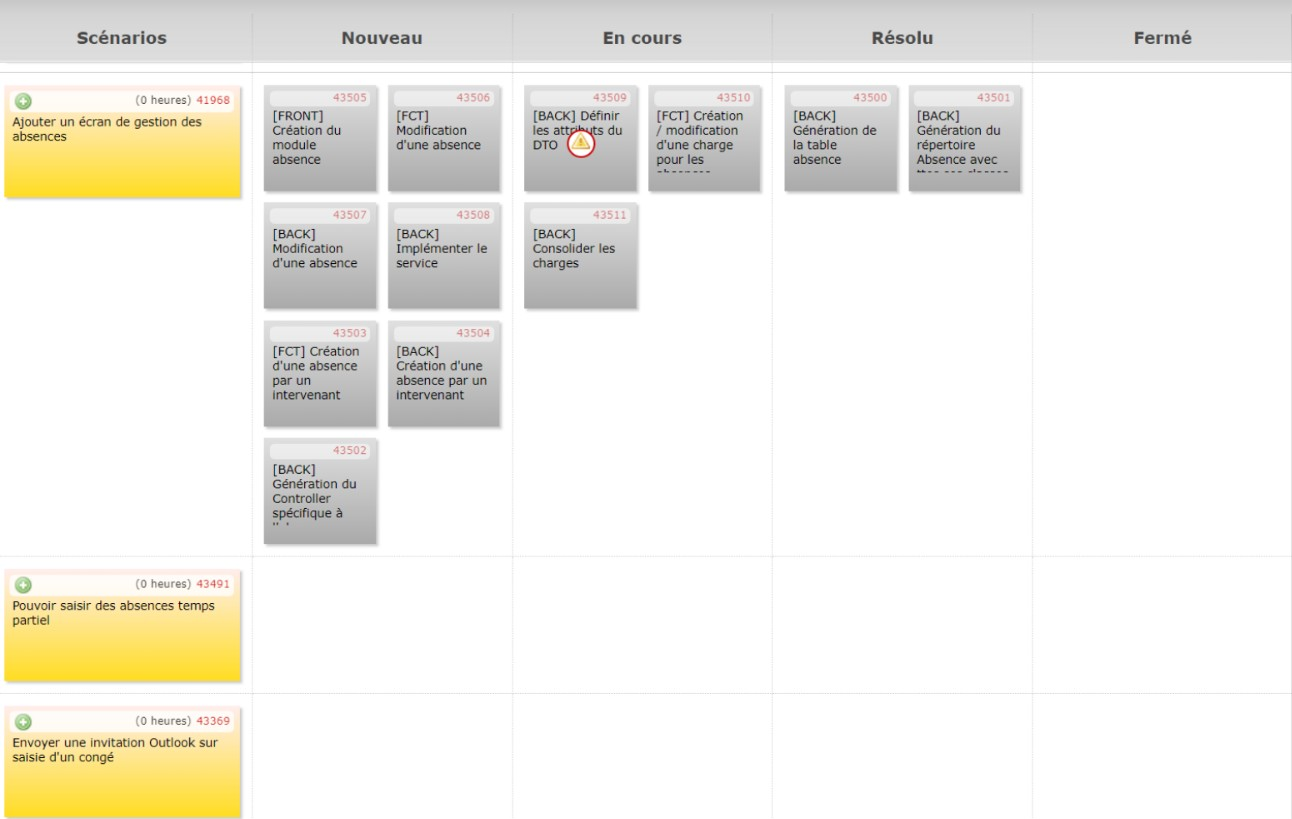 Scénarios
Nouveau
En cours
Résolu
Fermé
(0 heures) 41968
Ajouter un écran de gestion des
absences
43505
[FRONT]
Création du
module
absence
43506
[FCT]
Modification
d'une absence
43509
[BACK] Définir
les attributs du
DTO
43510
[FCT] Création
/ modification
d'une charge
pour les
43500
[BACK]
Génération de
la table
absence
43501
[BACK]
Génération du
répertoire
Absence avec
43507
[BACK]
Modification
d'une absence
43508
[BACK]
Implémenter le
service
43511
[BACK]
Consolider les
charges
43503
[FCT] Création
d'une absence
par un
intervenant
43504
[BACK]
Création d'une
absence par un
intervenant
43502
[BACK]
Génération du
Controller
spécifique à
(0 heures) 43491
Pouvoir saisir des absences temps
partiel
(0 heures) 43369
Envoyer une invitation Outlook sur
saisie d'un congé